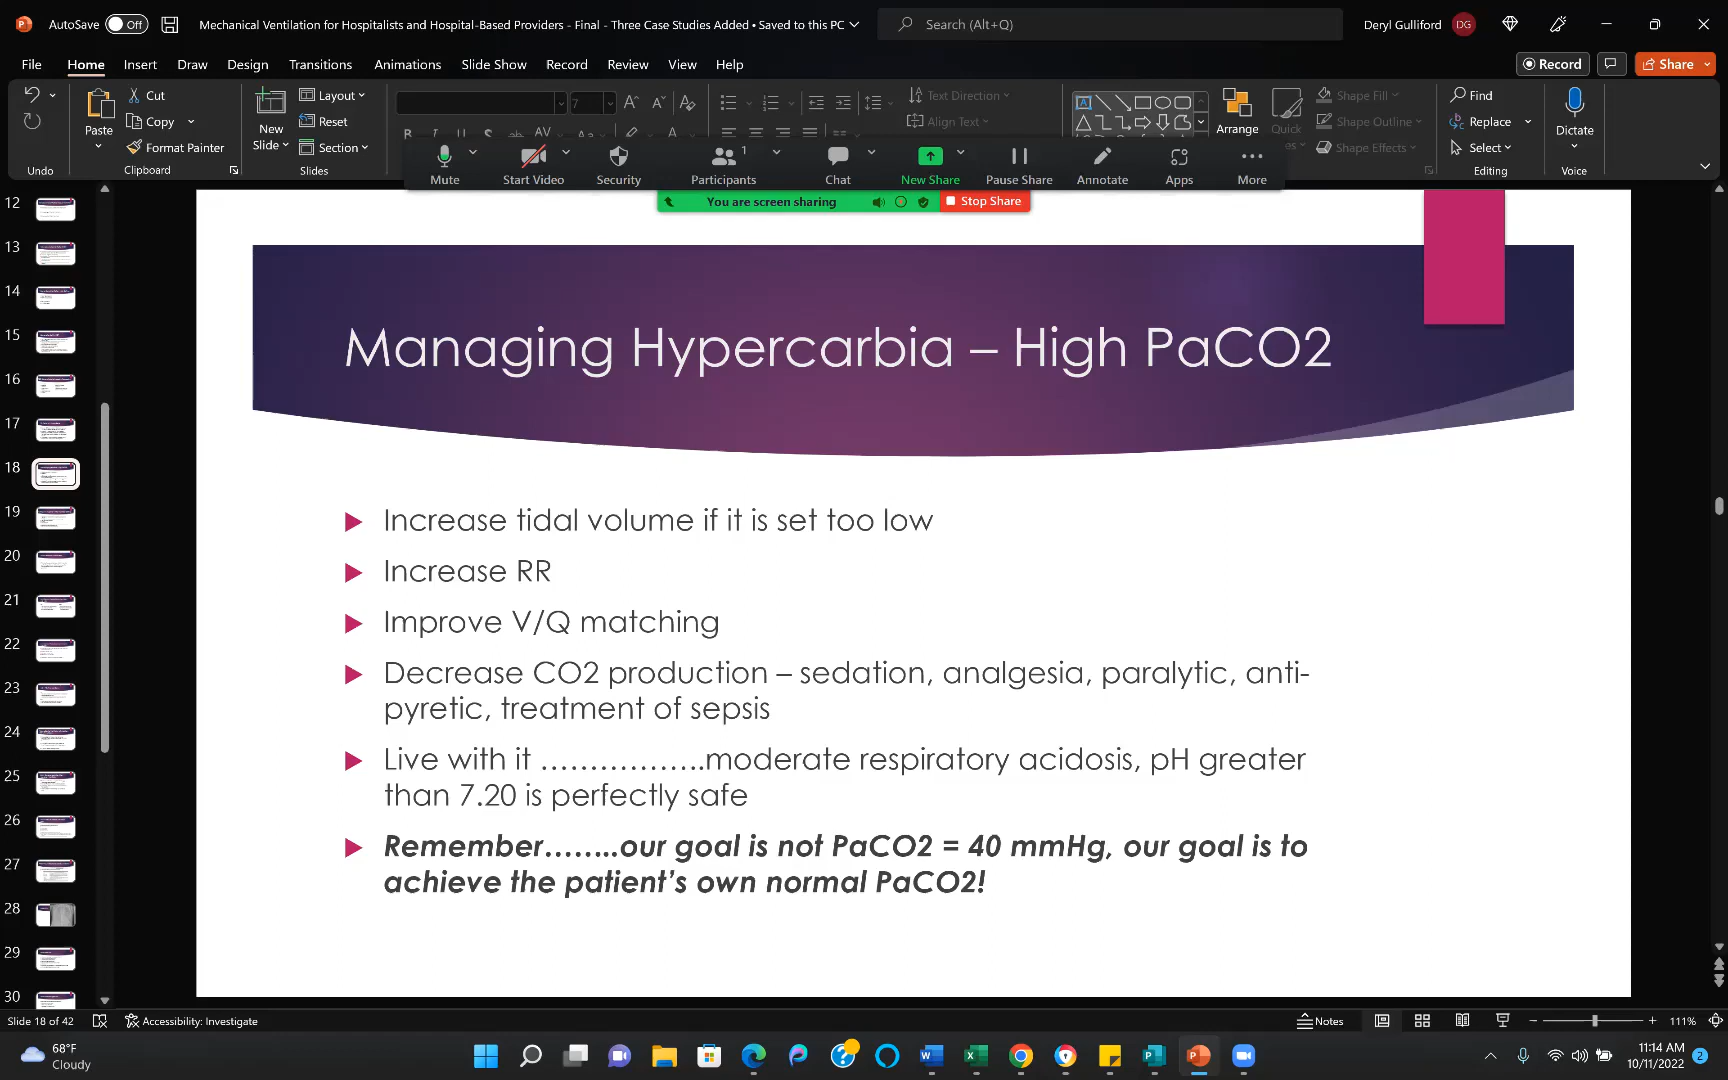 AutoSave Off Mechanical Ventilation for Hospitalists and Hospital-Based Providers - Final - Three Case Studies Added • Saved to this PC Search (Alt+Q) Deryl Gulliford DG
File Home Insert Draw Design Transitions Animations Slide Show Record Review View Help Record Share
Undo
Paste
Cut
Copy
Format Painter
Clipboard
New
Slide
Layout
Reset
Section
Slides
7
Text Direction
Align Text
Arrange
Quick
Shape Fill
Shape Outline
Shape Effects
Find
Replace
Select
Editing
Dictate
Voice
Mute Start Video Security Participants 1 Chat New Share Pause Share Annotate Apps More
You are screen sharing Stop Share
12
13
14
15
16
17
18
19
20
21
22
23
24
25
26
27
28
29
30
Managing Hypercarbia – High PaCO2
Increase tidal volume if it is set too low
Increase RR
Improve V/Q matching
Decrease CO2 production – sedation, analgesia, paralytic, anti-
pyretic, treatment of sepsis
Live with it ……………….moderate respiratory acidosis, pH greater
than 7.20 is perfectly safe
Remember……..our goal is not PaCO2 = 40 mmHg, our goal is to
achieve the patient’s own normal PaCO2!
Slide 18 of 42 Accessibility: Investigate Notes 111%
68°F
Cloudy
11:14 AM
10/11/2022
2